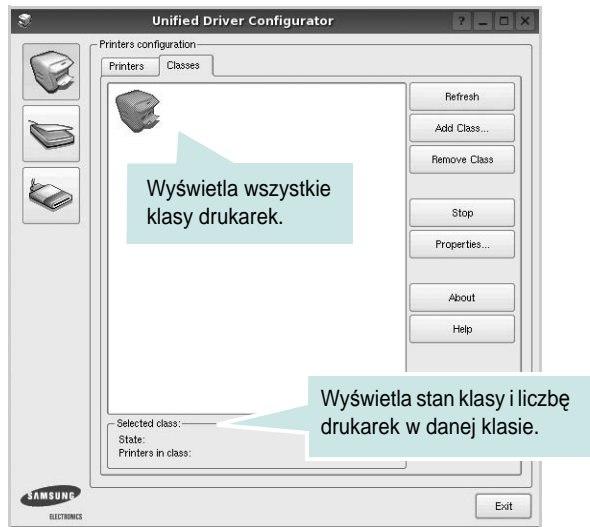 Unified Driver Configurator
Printers configuration
Printers Classes
Refresh
Add Class...
Remove Class
Wyświetla wszystkie
klasy drukarek.
Stop
Properties...
About
Help
Wyświetla stan klasy i liczbę
drukarek w danej klasie.
Selected class:
State:
Printers in class:
SAMSUNG
ELECTRONICS
Exit